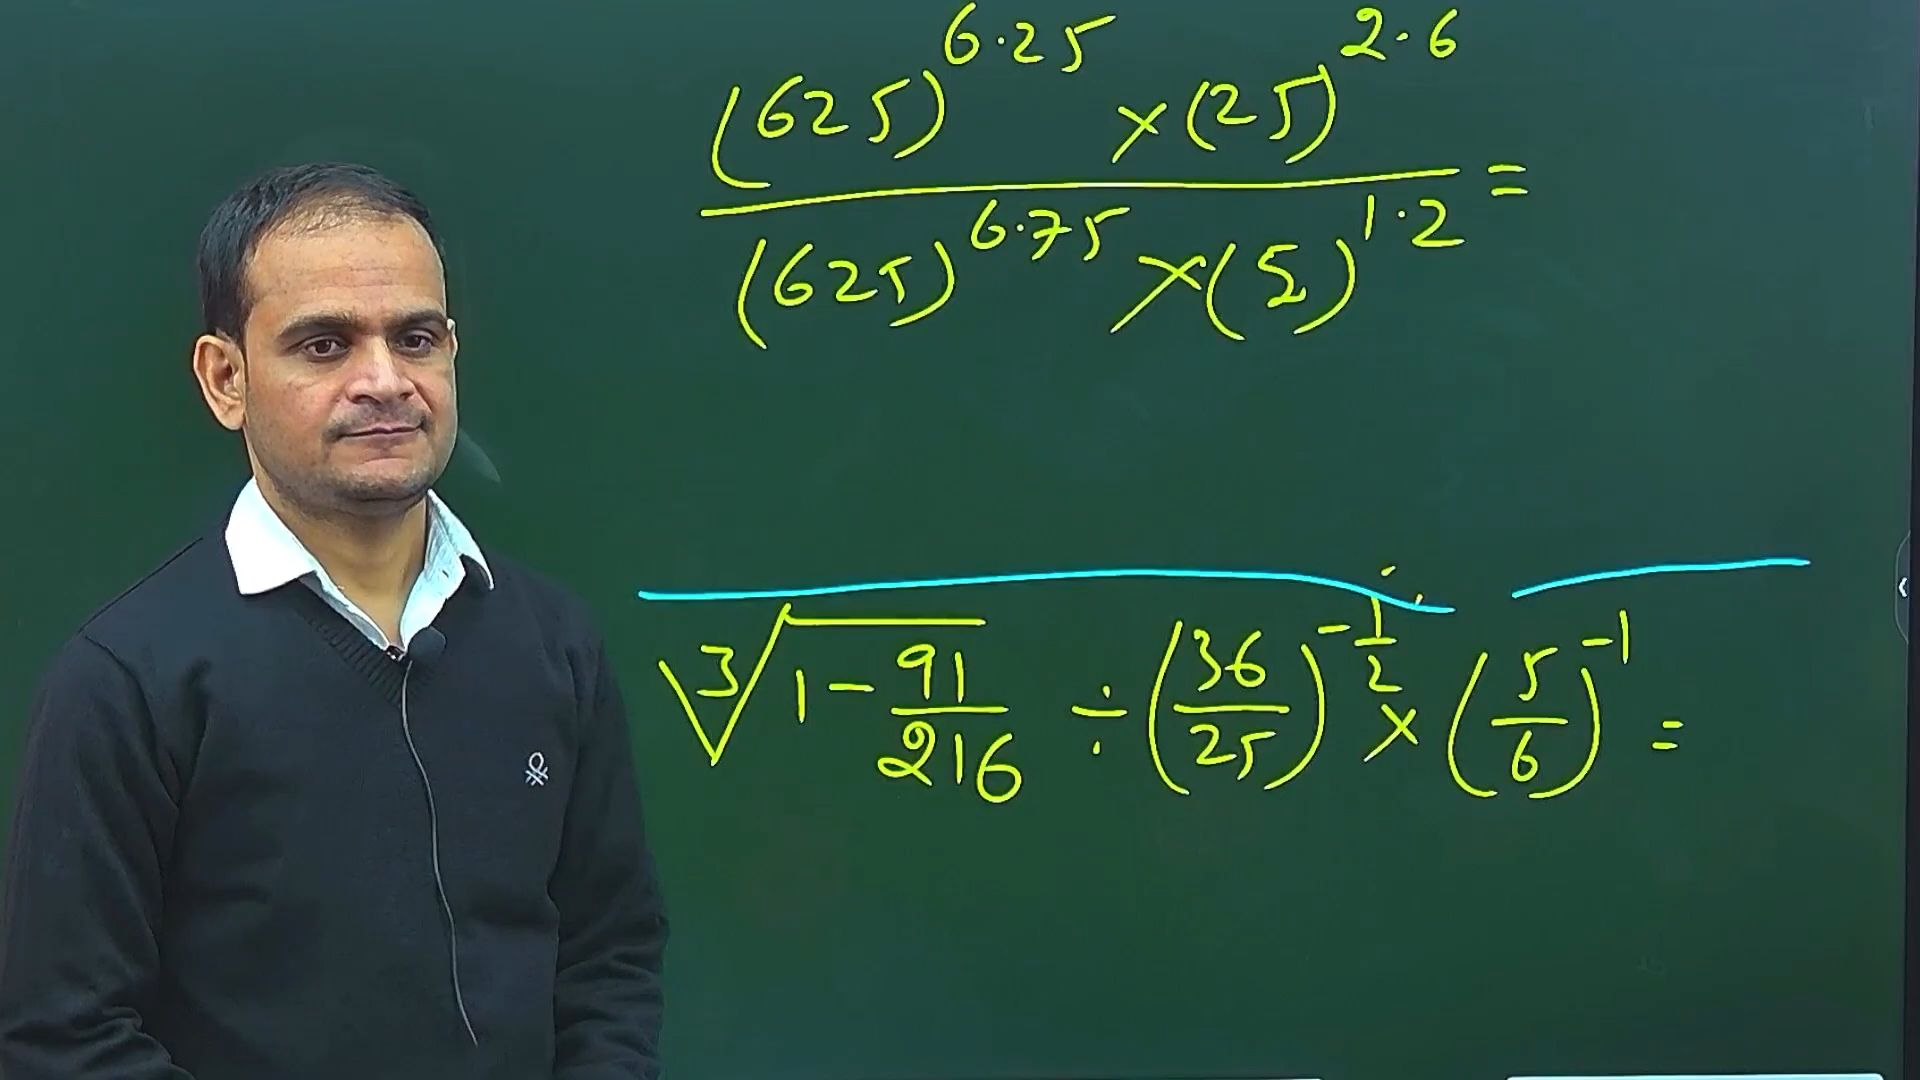 (625)^6.25 × (25)^2.6
(625)^6.75 × (5)^1.2 =
∛(1 - 91/216) ÷ (36/25)^(-1/2) × (5/6)^(-1) =